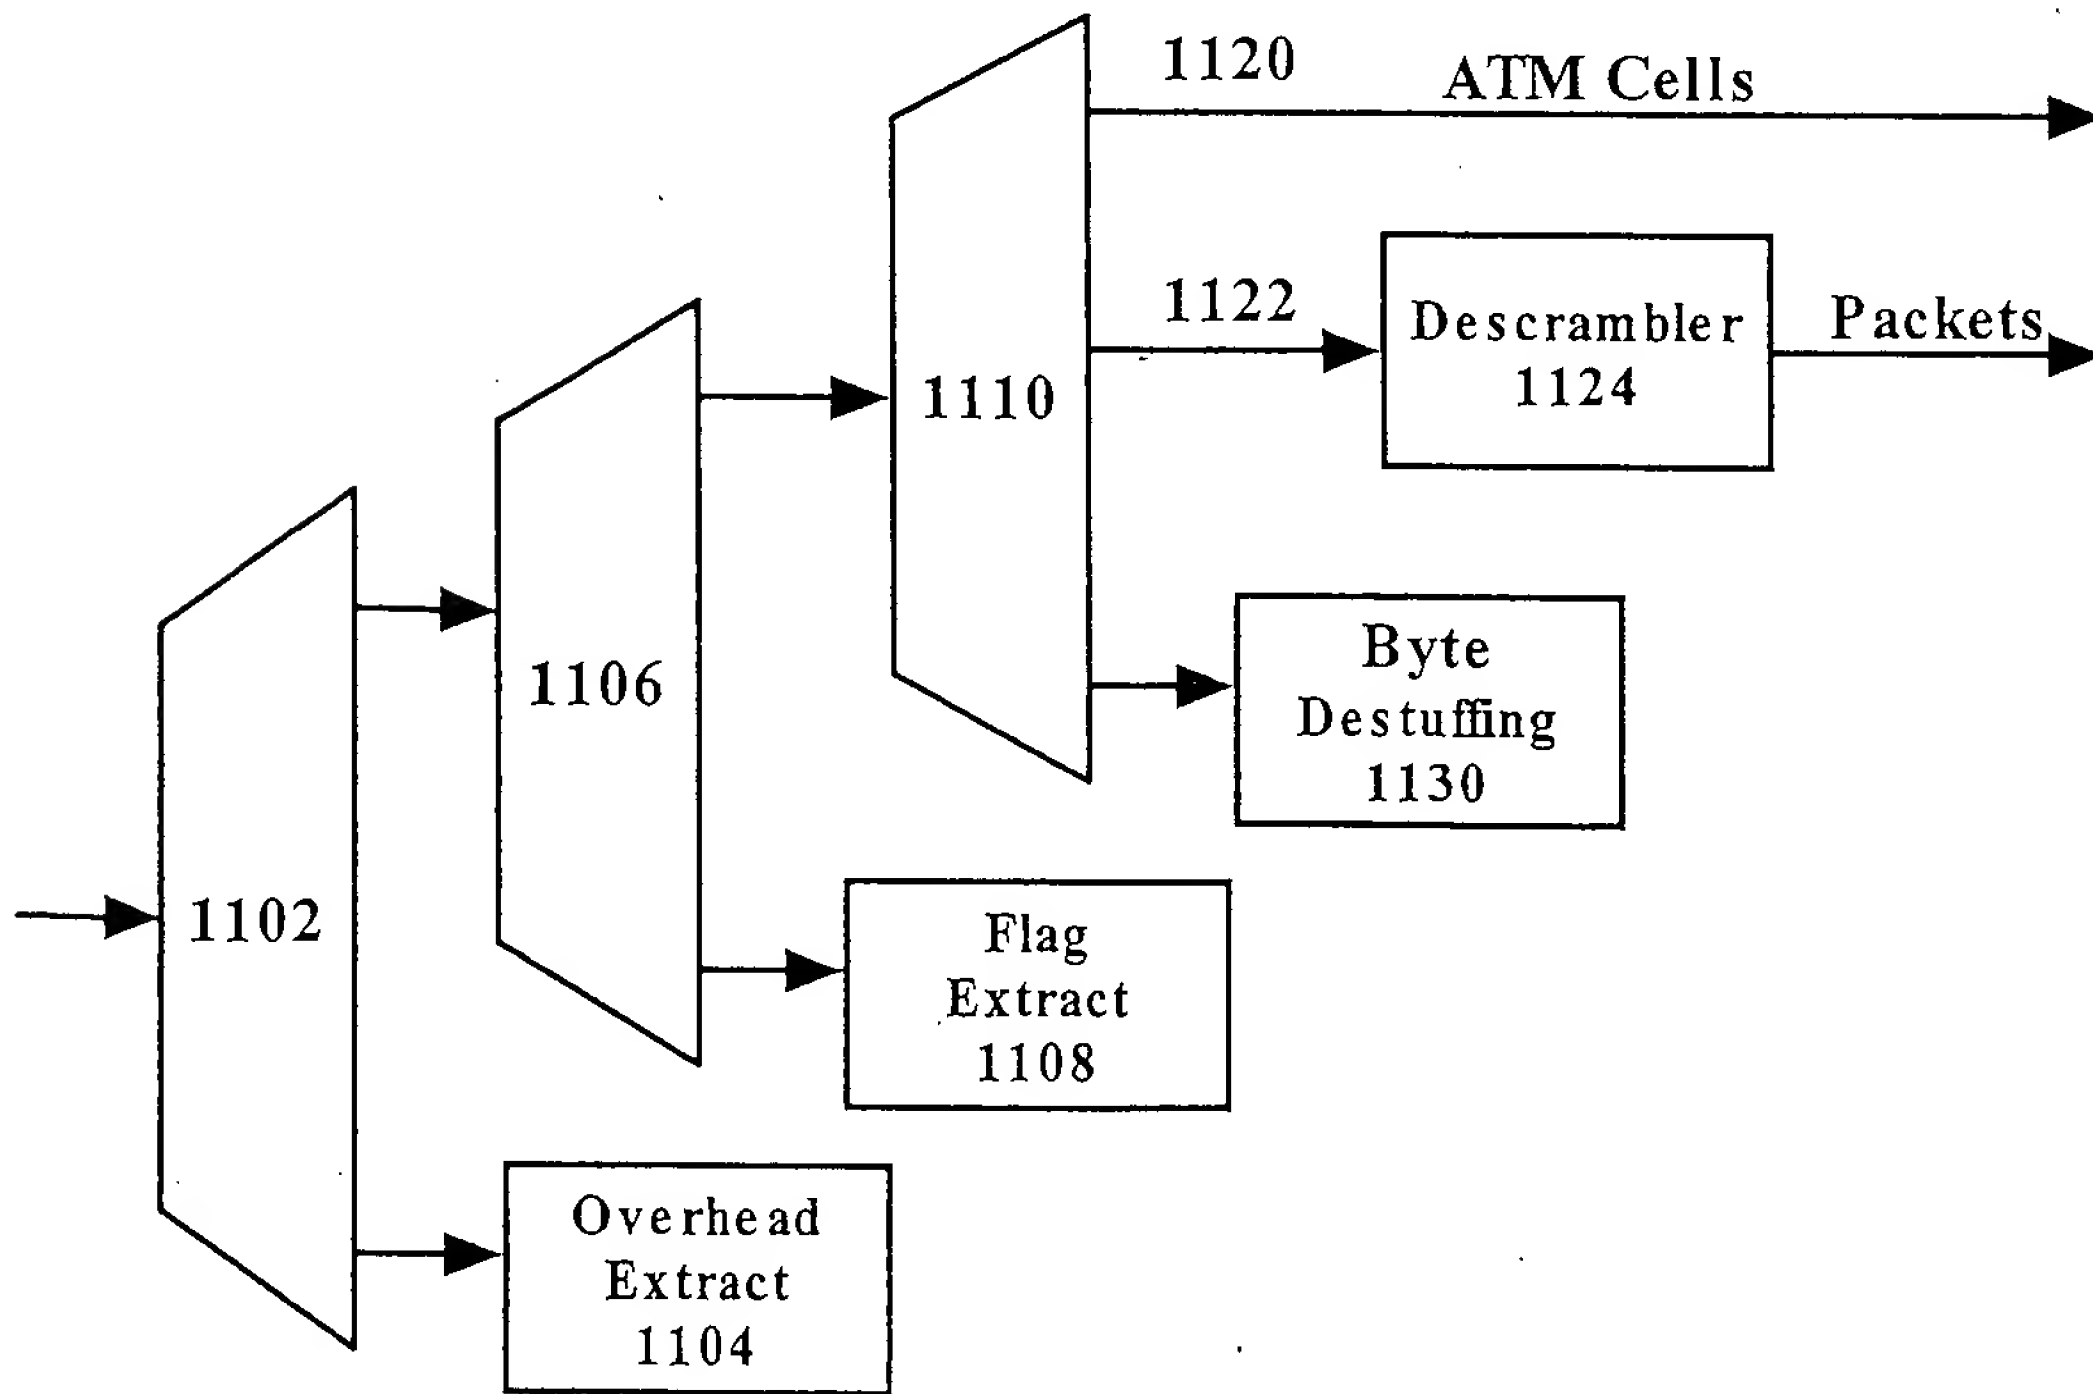 1120
ATM Cells
1122
Descrambler
1124
Packets
1110
Byte
Destuffing
1130
1106
Flag
Extract
1108
1102
Overhead
Extract
1104